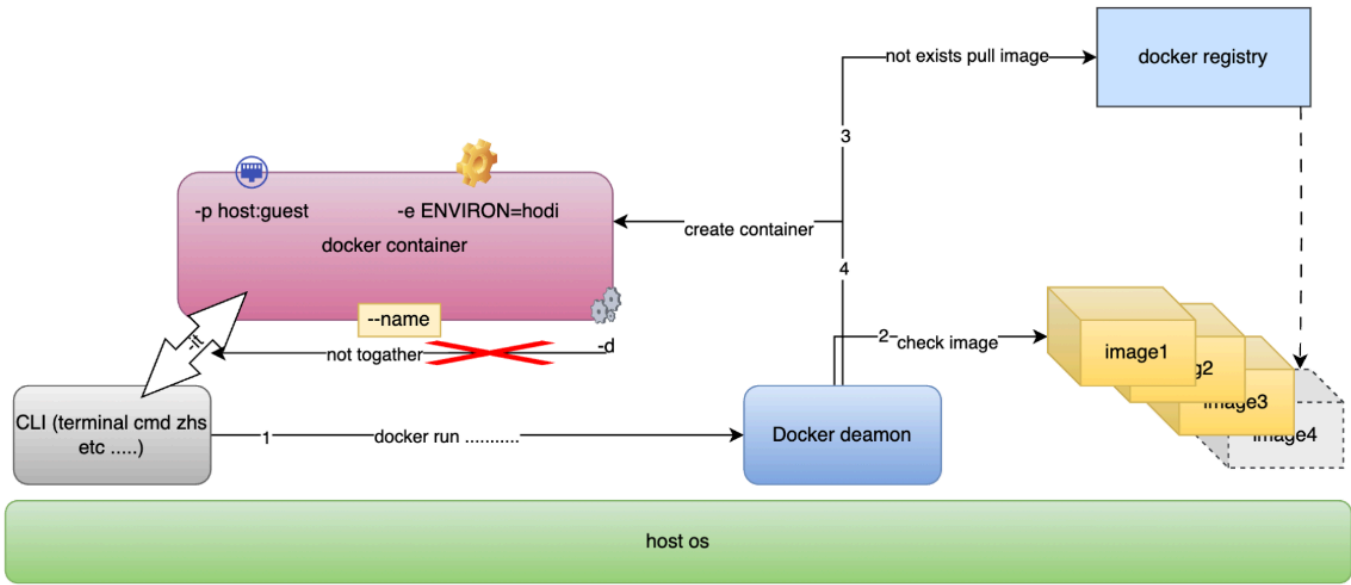 not exists pull image
docker registry
3
-p host:guest
-e ENVIRON=hodi
docker container
create container
4
--name
-it
not togather
-d
2
check image
image1
g2
image3
image4
CLI (terminal cmd zhs
etc .....)
1
docker run ...........
Docker deamon
host os